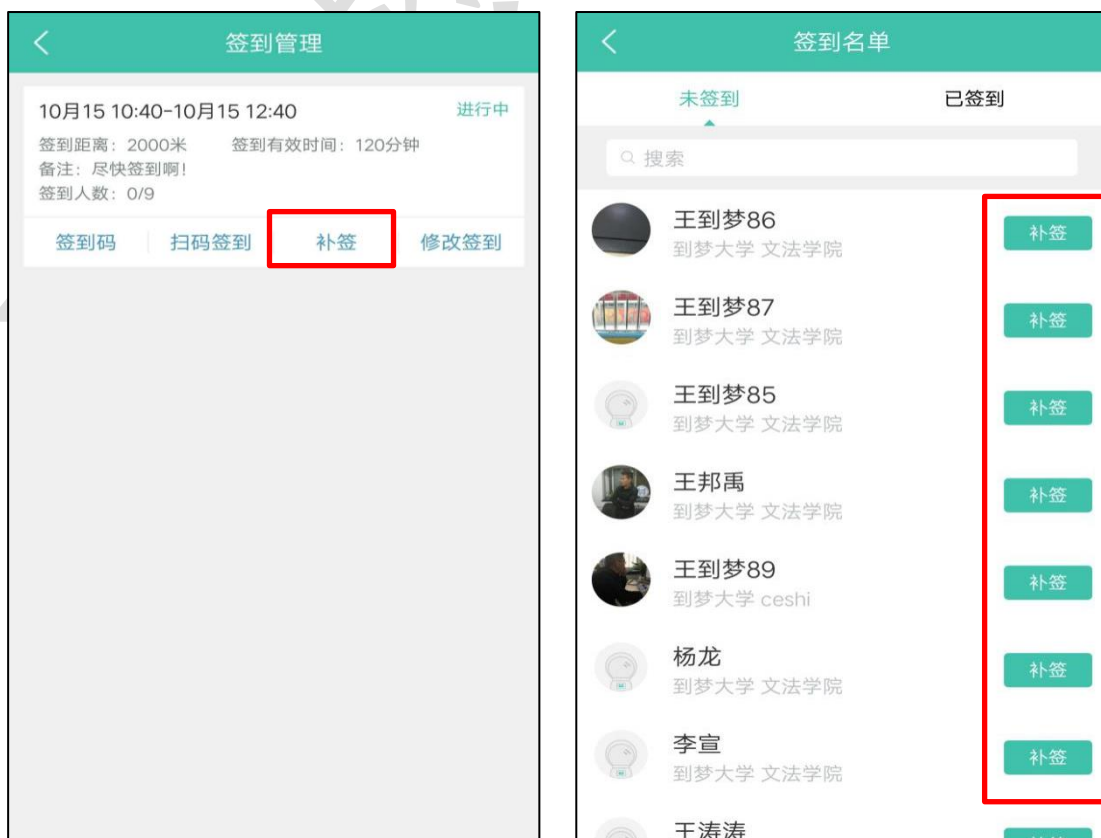 签到管理
10月15 10:40-10月15 12:40 进行中
签到距离：2000米 签到有效时间：120分钟
备注：尽快签到啊！
签到人数：0/9
签到码 扫码签到 补签 修改签到
签到名单
未签到 已签到
搜索
王到梦86
到梦大学 文法学院
补签
王到梦87
到梦大学 文法学院
补签
王到梦85
到梦大学 文法学院
补签
王邦禹
到梦大学 文法学院
补签
王到梦89
到梦大学 ceshi
补签
杨龙
到梦大学 文法学院
补签
李宣
到梦大学 文法学院
补签
王涛涛